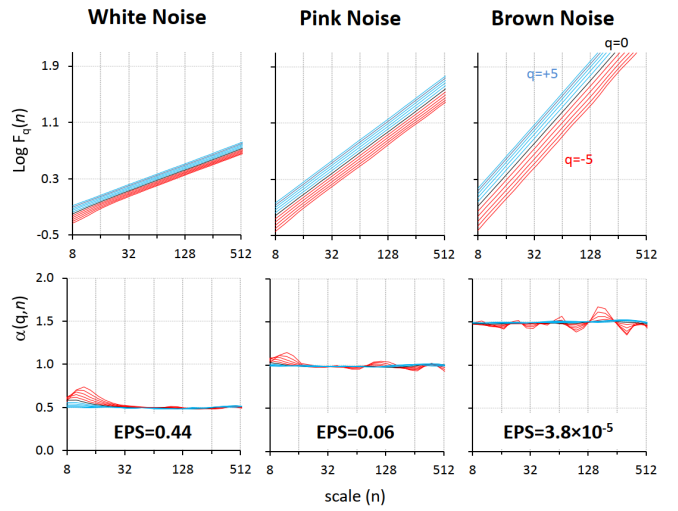 White Noise Pink Noise Brown Noise
q=0
1.9
q=+5
Log Fq(n)
1.1
q=-5
0.3
-0.5
8 32 128 512 8 32 128 512 8 32 128 512
2.0
α(q,n)
1.5
1.0
0.5
EPS=0.44 EPS=0.06 EPS=3.8×10⁻⁵
0.0
8 32 128 512 8 32 128 512 8 32 128 512
scale (n)